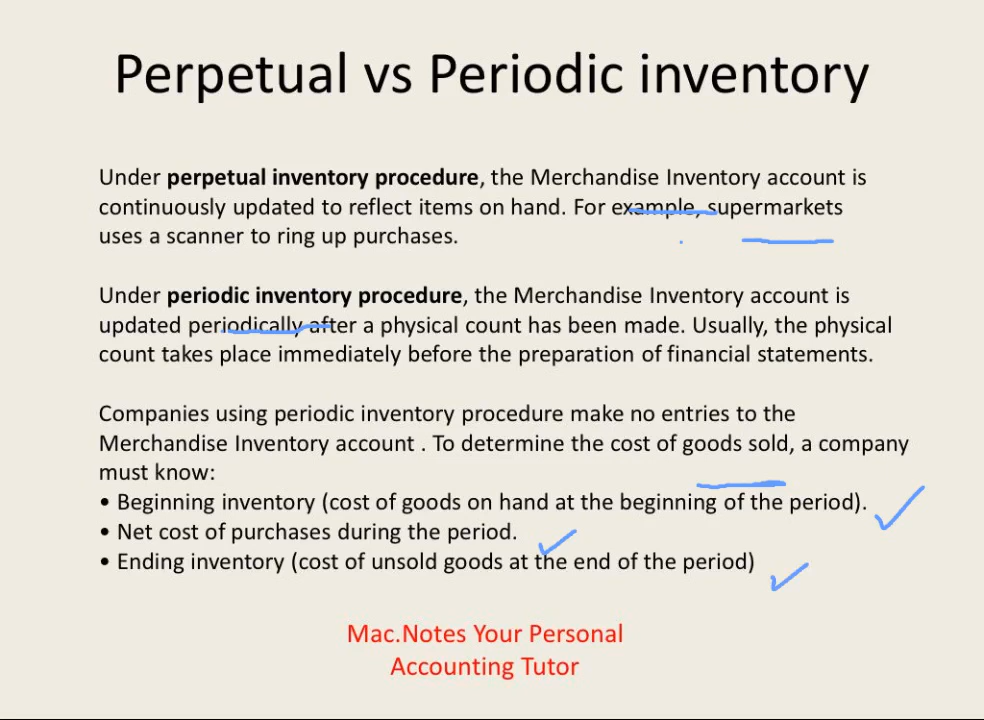 Perpetual vs Periodic inventory
Under perpetual inventory procedure, the Merchandise Inventory account is
continuously updated to reflect items on hand. For example, supermarkets
uses a scanner to ring up purchases.
Under periodic inventory procedure, the Merchandise Inventory account is
updated periodically after a physical count has been made. Usually, the physical
count takes place immediately before the preparation of financial statements.
Companies using periodic inventory procedure make no entries to the
Merchandise Inventory account . To determine the cost of goods sold, a company
must know:
• Beginning inventory (cost of goods on hand at the beginning of the period).
• Net cost of purchases during the period.
• Ending inventory (cost of unsold goods at the end of the period)
Mac.Notes Your Personal
Accounting Tutor